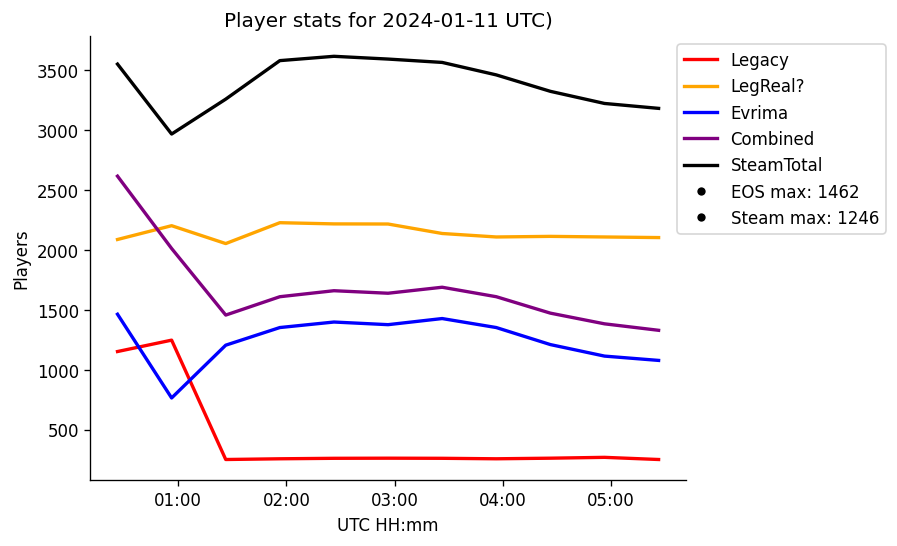 Player stats for 2024-01-11 UTC)
Legacy
LegReal?
Evrima
Combined
SteamTotal
EOS max: 1462
Steam max: 1246
Players
3500
3000
2500
2000
1500
1000
500
01:00 02:00 03:00 04:00 05:00
UTC HH:mm